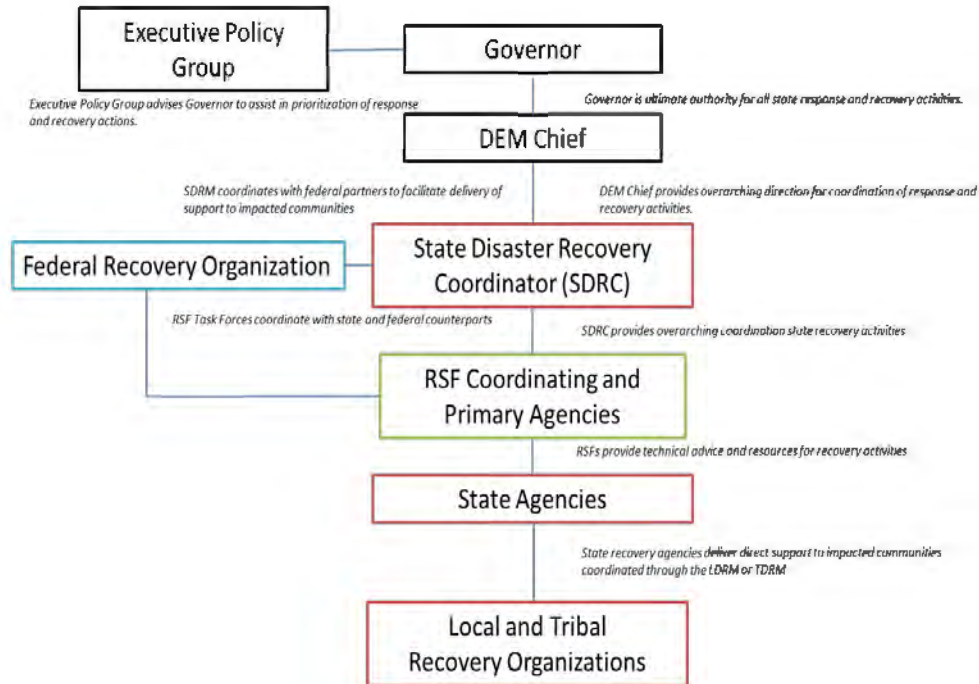 Executive Policy
Group
Governor
Executive Policy Group advises Governor to assist in prioritization of response
and recovery actions.
Governor is ultimate authority for all state response and recovery activities.
DEM Chief
SDRM coordinates with federal partners to facilitate delivery of
support to impacted communities
DEM Chief provides overarching direction for coordination of response and
recovery activities.
Federal Recovery Organization
State Disaster Recovery
Coordinator (SDRC)
RSF Task Forces coordinate with state and federal counterparts
SDRC provides overarching coordination state recovery activities
RSF Coordinating and
Primary Agencies
RSFs provide technical advice and resources for recovery activities
State Agencies
State recovery agencies deliver direct support to impacted communities
coordinated through the LDRM or TDRM
Local and Tribal
Recovery Organizations